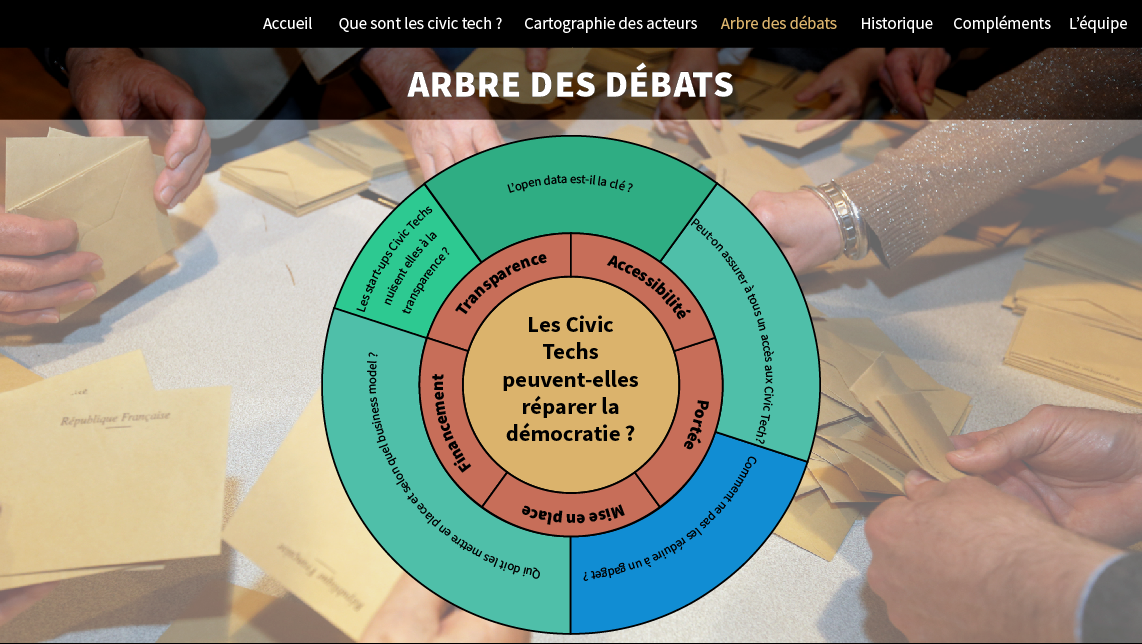 Accueil Que sont les civic tech ? Cartographie des acteurs Arbre des débats Historique Compléments L'équipe
ARBRE DES DÉBATS
L'open data est-il la clé ?
Les start-ups Civic Techs
nuisent elles à la
transparence ?
Peut-on assurer à tous un accès aux Civic Tech?
Transparence
Accessibilité
Les Civic
Techs
peuvent-elles
réparer la
démocratie ?
Financement
Portée
Mise en place
Qui doit les mettre en place et selon quel business model ?
Comment ne pas les réduire à un gadget ?
République Française
République